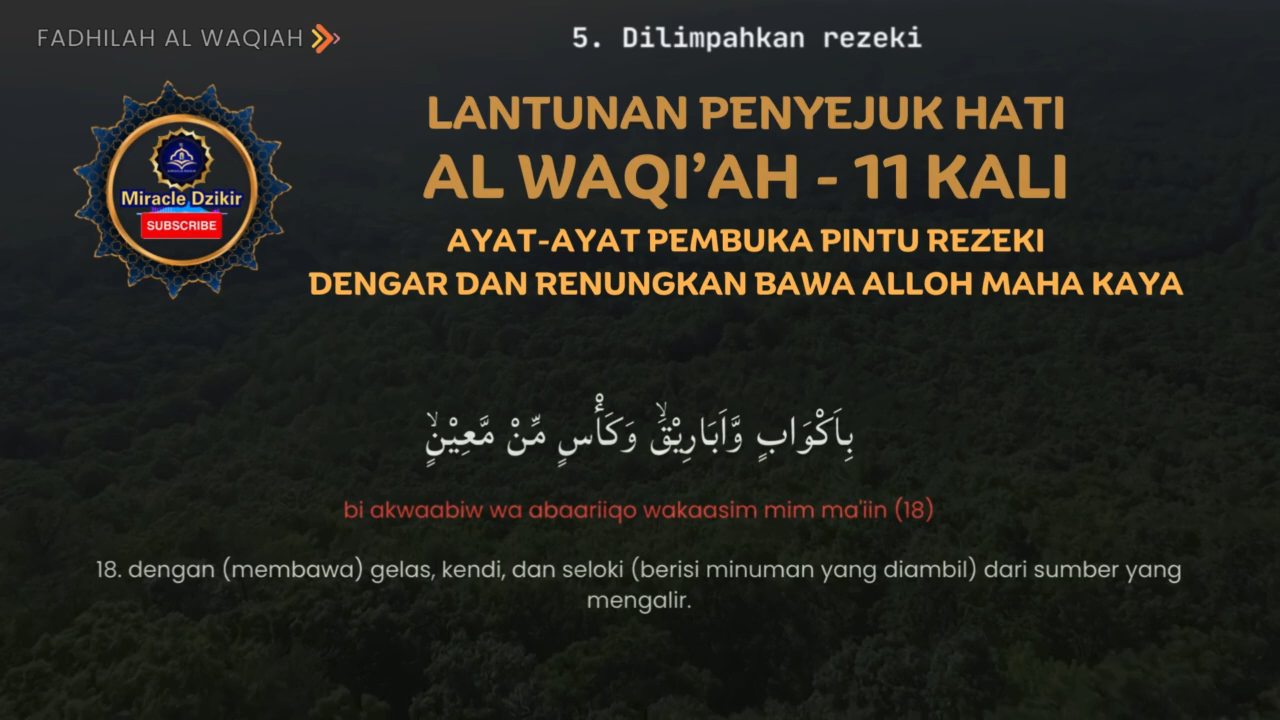 FADHILAH AL WAQIAH
5. Dilimpahkan rezeki
LANTUNAN PENYEJUK HATI
AL WAQI'AH - 11 KALI
AYAT-AYAT PEMBUKA PINTU REZEKI
DENGAR DAN RENUNGKAN BAWA ALLOH MAHA KAYA
Miracle Dzikir
SUBSCRIBE
بِاَكْوَابٍ وَّاَبَارِيْقَۙ وَكَأْسٍ مِّنْ مَّعِيْنٍۙ
bi akwaabiw wa abaariiqo wakaasim mim ma'iin (18)
18. dengan (membawa) gelas, kendi, dan seloki (berisi minuman yang diambil) dari sumber yang
mengalir.